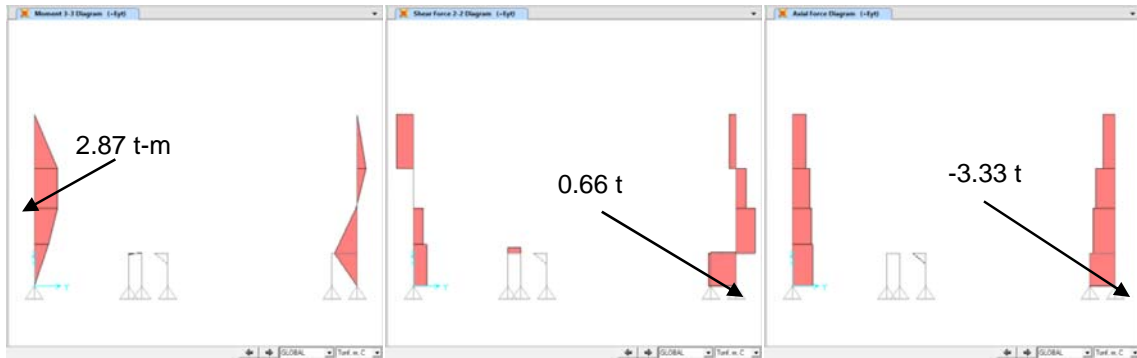 Moment 3-3 Diagram (+Eyt)
Shear Force 2-2 Diagram (+Eyt)
Axial Force Diagram (+Eyt)
2.87 t-m
0.66 t
-3.33 t
Y
Y
Y
GLOBAL
Tonf, m, C
GLOBAL
Tonf, m, C
GLOBAL
Tonf, m, C